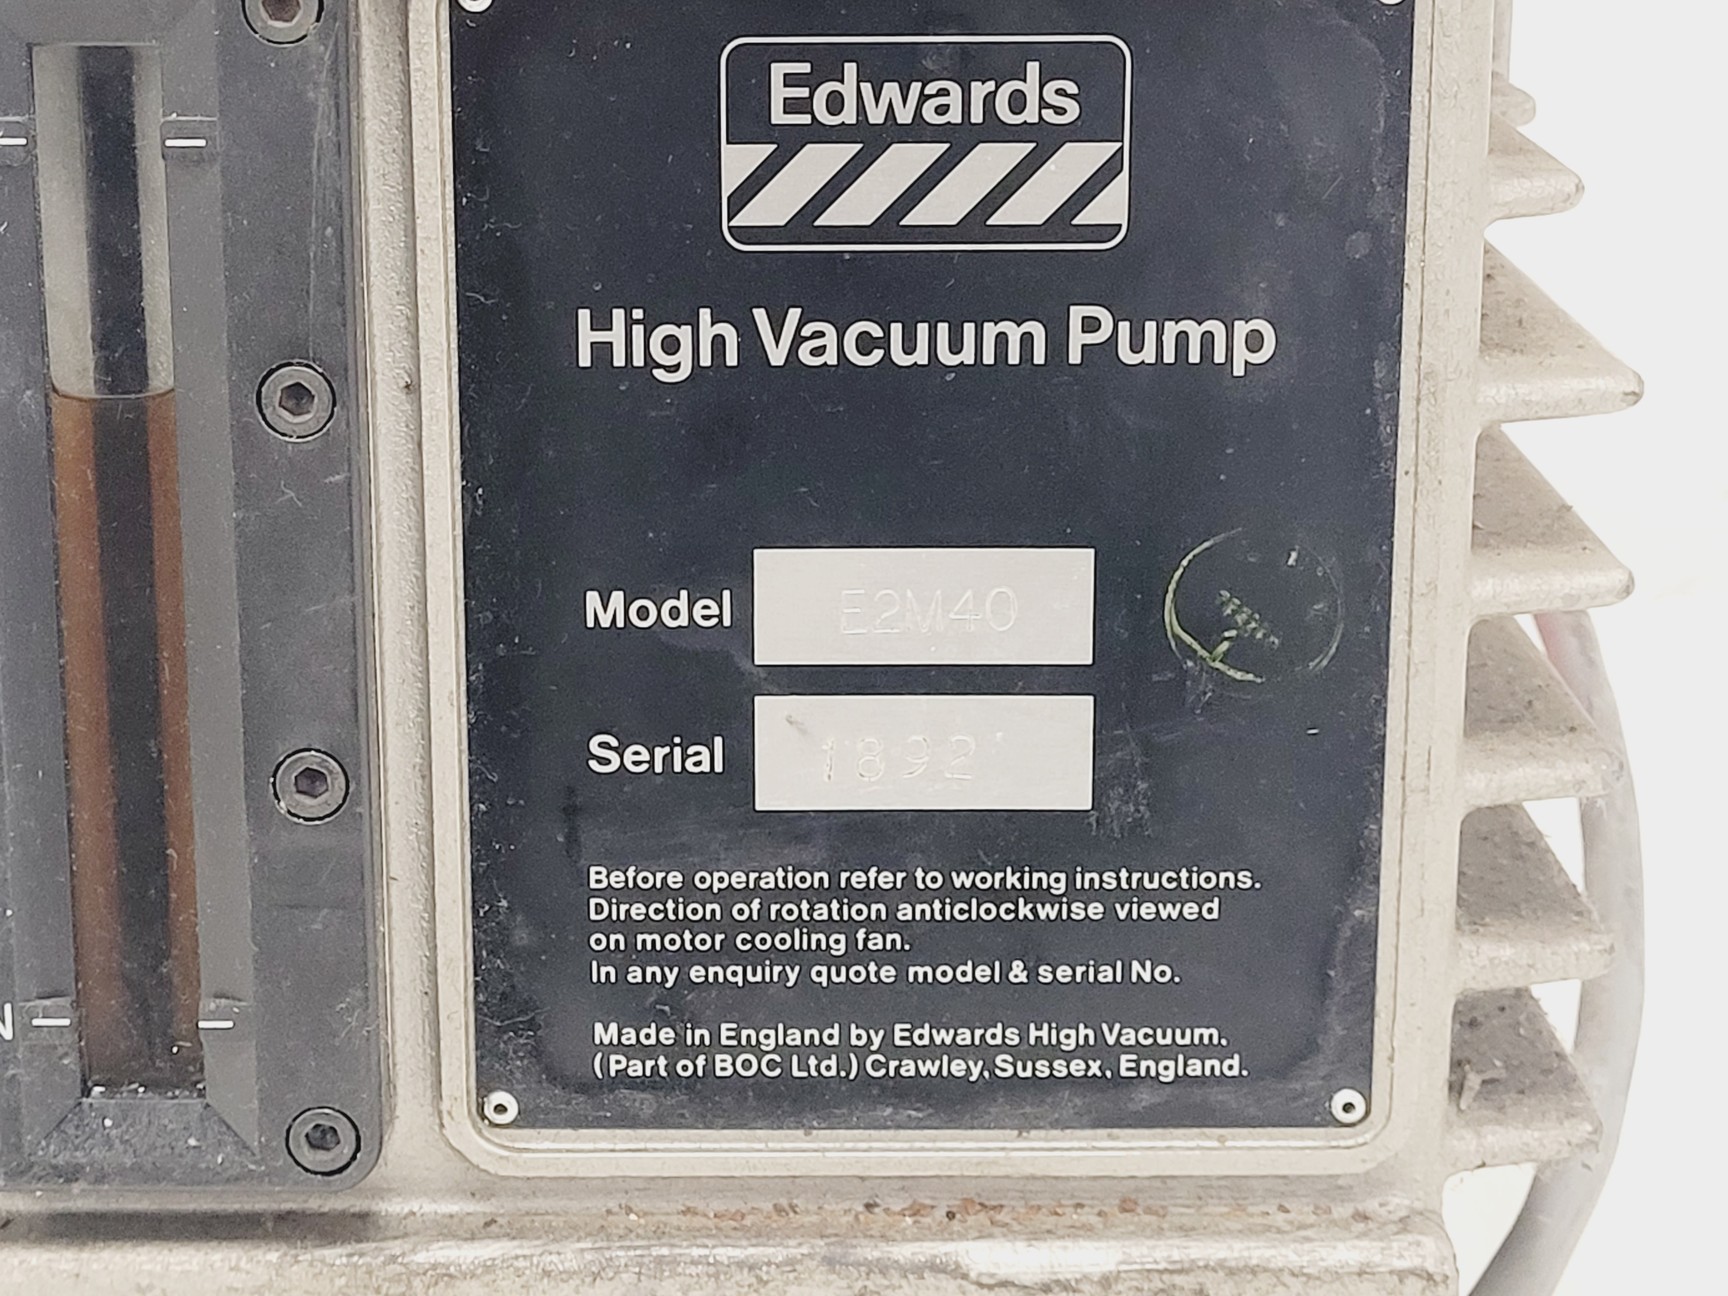 Edwards
High Vacuum Pump
Model E2M40
Serial 1892
Before operation refer to working instructions.
Direction of rotation anticlockwise viewed
on motor cooling fan.
In any enquiry quote model & serial No.
N
Made in England by Edwards High Vacuum.
(Part of BOC Ltd.) Crawley, Sussex, England.